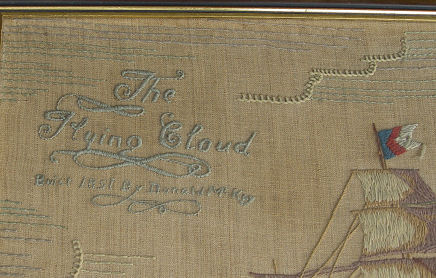 The
Flying Cloud
Built 1851 By Donald McKay